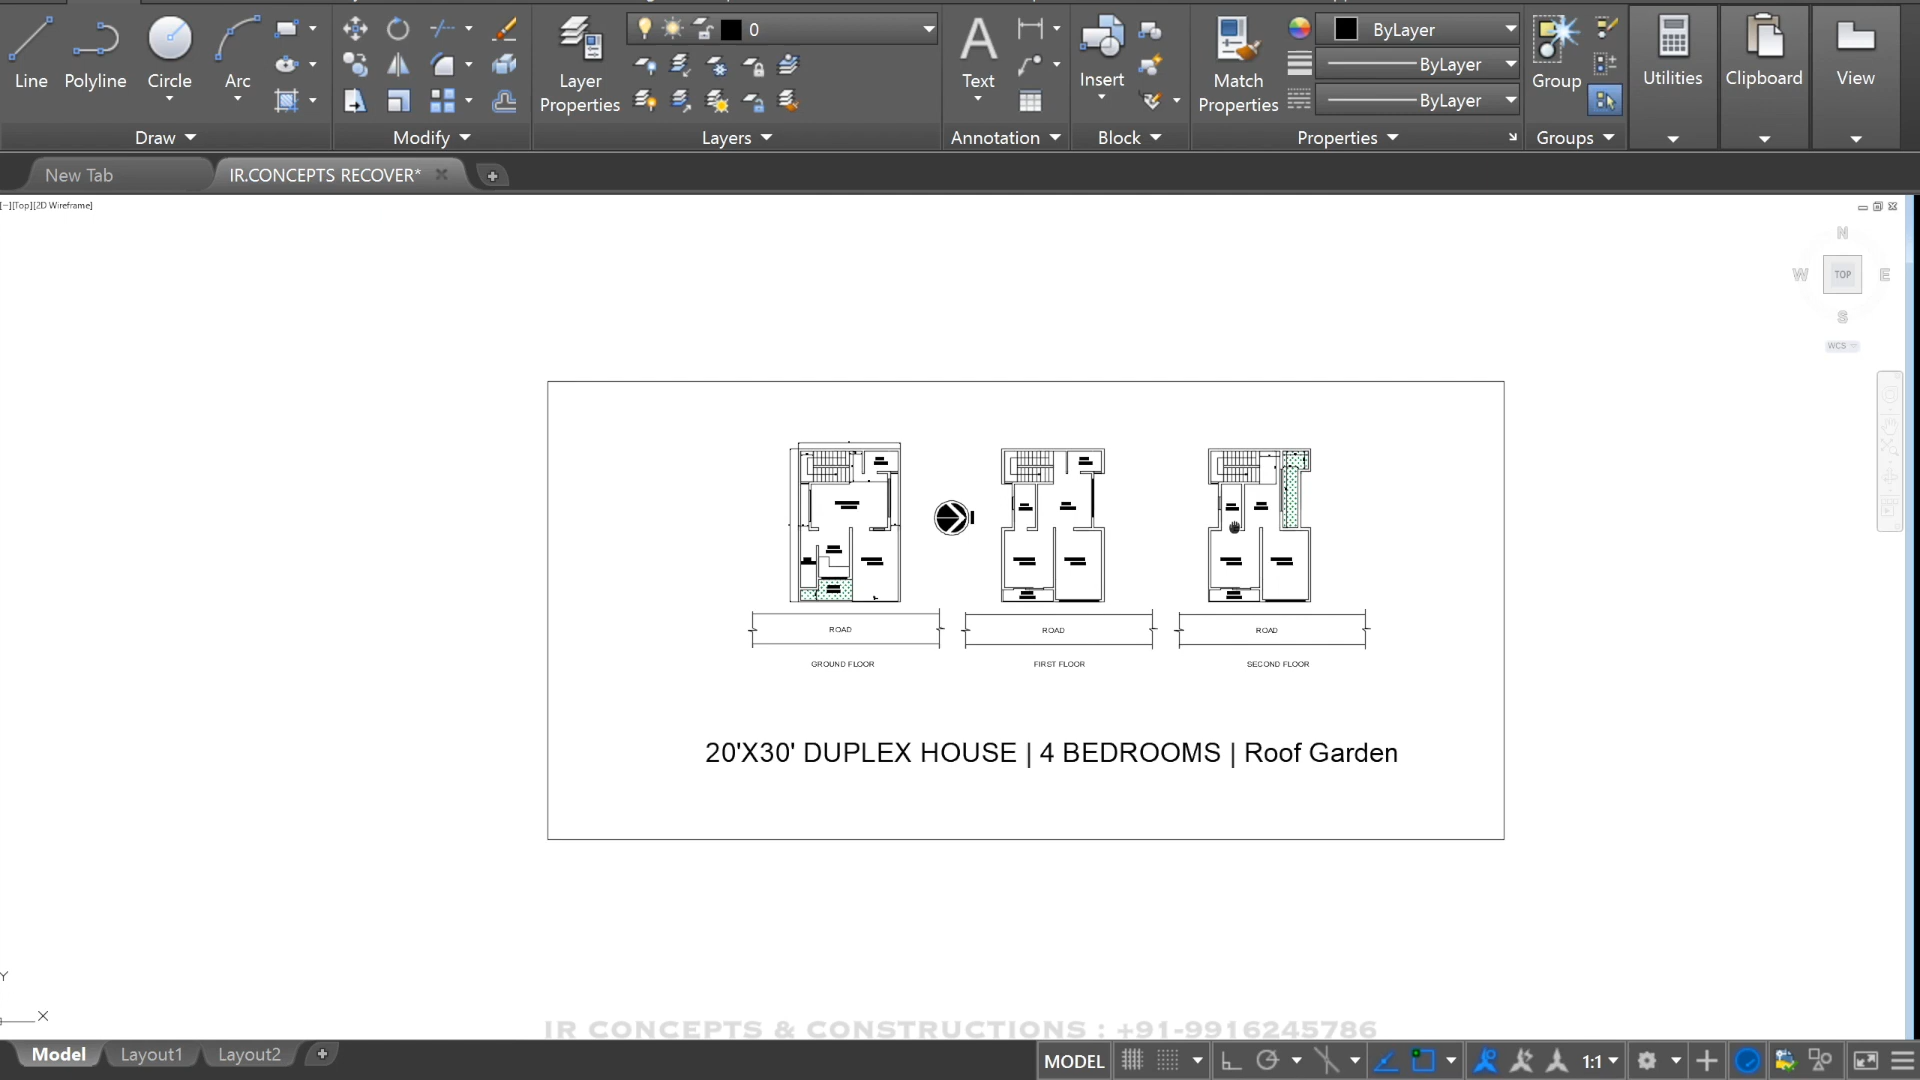 Line
Polyline
Circle
Arc
Layer
Properties
0
Text
Insert
Match
Properties
ByLayer
ByLayer
ByLayer
Group
Utilities
Clipboard
View
Draw
Modify
Layers
Annotation
Block
Properties
Groups
New Tab
IR.CONCEPTS RECOVER*
[−][Top][2D Wireframe]
N
W
TOP
E
S
WCS
ROAD
ROAD
ROAD
GROUND FLOOR
FIRST FLOOR
SECOND FLOOR
20'X30' DUPLEX HOUSE | 4 BEDROOMS | Roof Garden
Y
X
IR CONCEPTS & CONSTRUCTIONS : +91-9916245786
Model
Layout1
Layout2
MODEL
1:1